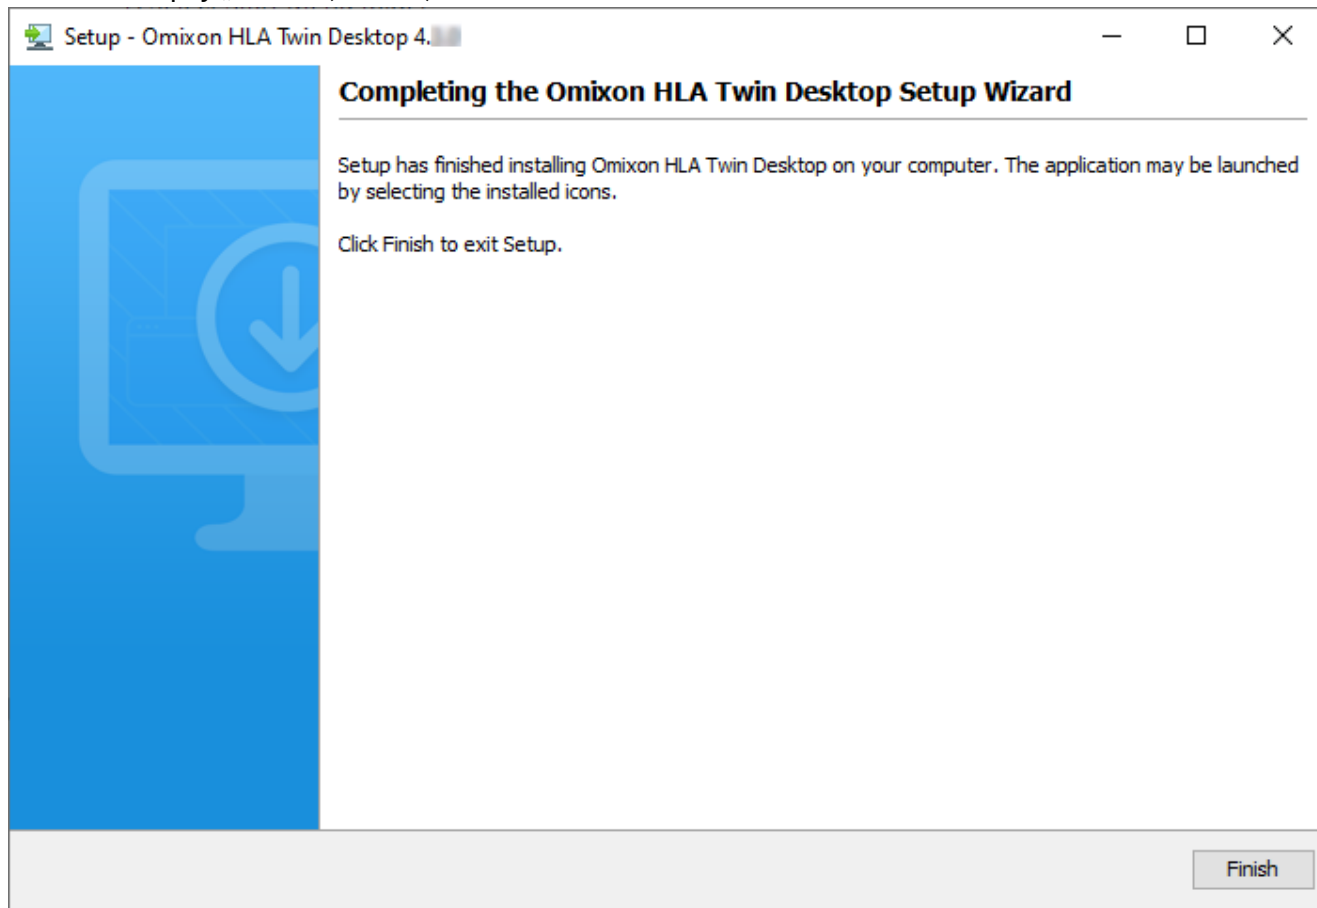 Setup - Omixon HLA Twin Desktop 4.
Completing the Omixon HLA Twin Desktop Setup Wizard
Setup has finished installing Omixon HLA Twin Desktop on your computer. The application may be launched
by selecting the installed icons.
Click Finish to exit Setup.
Finish